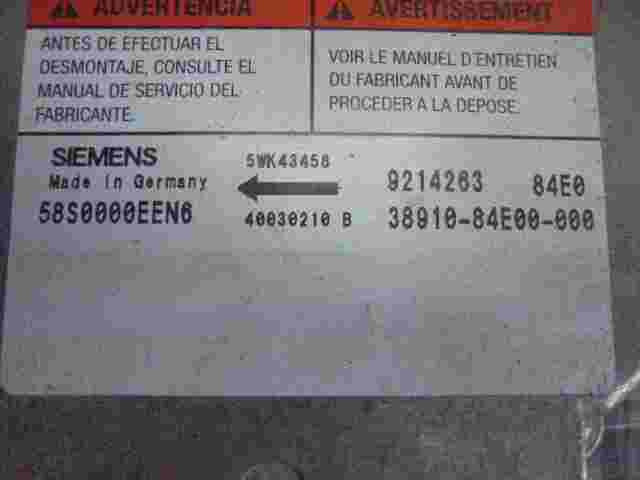 ADVERTENCIA
ANTES DE EFECTUAR EL
DESMONTAJE, CONSULTE EL
MANUAL DE SERVICIO DEL
FABRICANTE.
AVERTISSEMENT
VOIR LE MANUEL D'ENTRETIEN
DU FABRICANT AVANT DE
PROCEDER A LA DEPOSE.
SIEMENS 5WK43458
Made in Germany 9214263 84E0
58S0000EEN6 40030210 B 38910-84E00-000